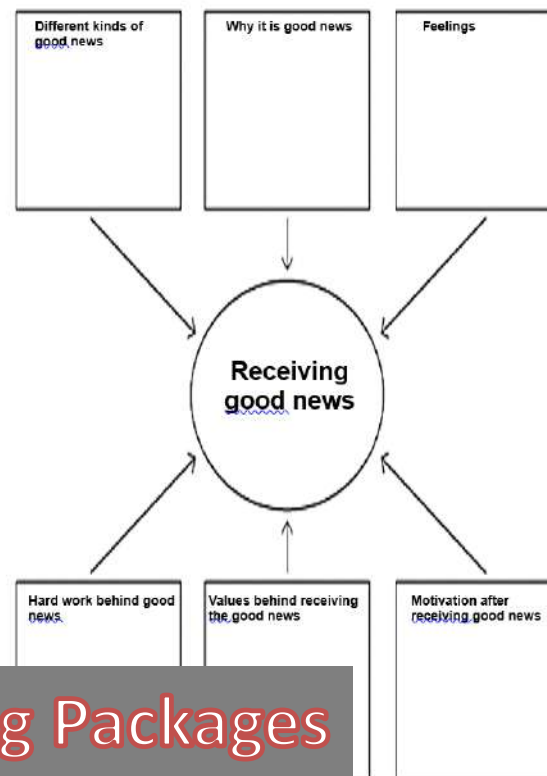 Different kinds of
good news
Why it is good news
Feelings
Receiving
good news
Hard work behind good
news
Values behind receiving
the good news
Motivation after
receiving good news
g Packages